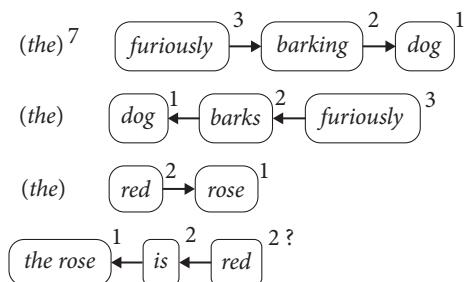 (the) 7 furiously 3 barking 2 dog 1
(the) dog 1 barks 2 furiously 3
(the) red 2 rose 1
the rose 1 is 2 red 2 ?